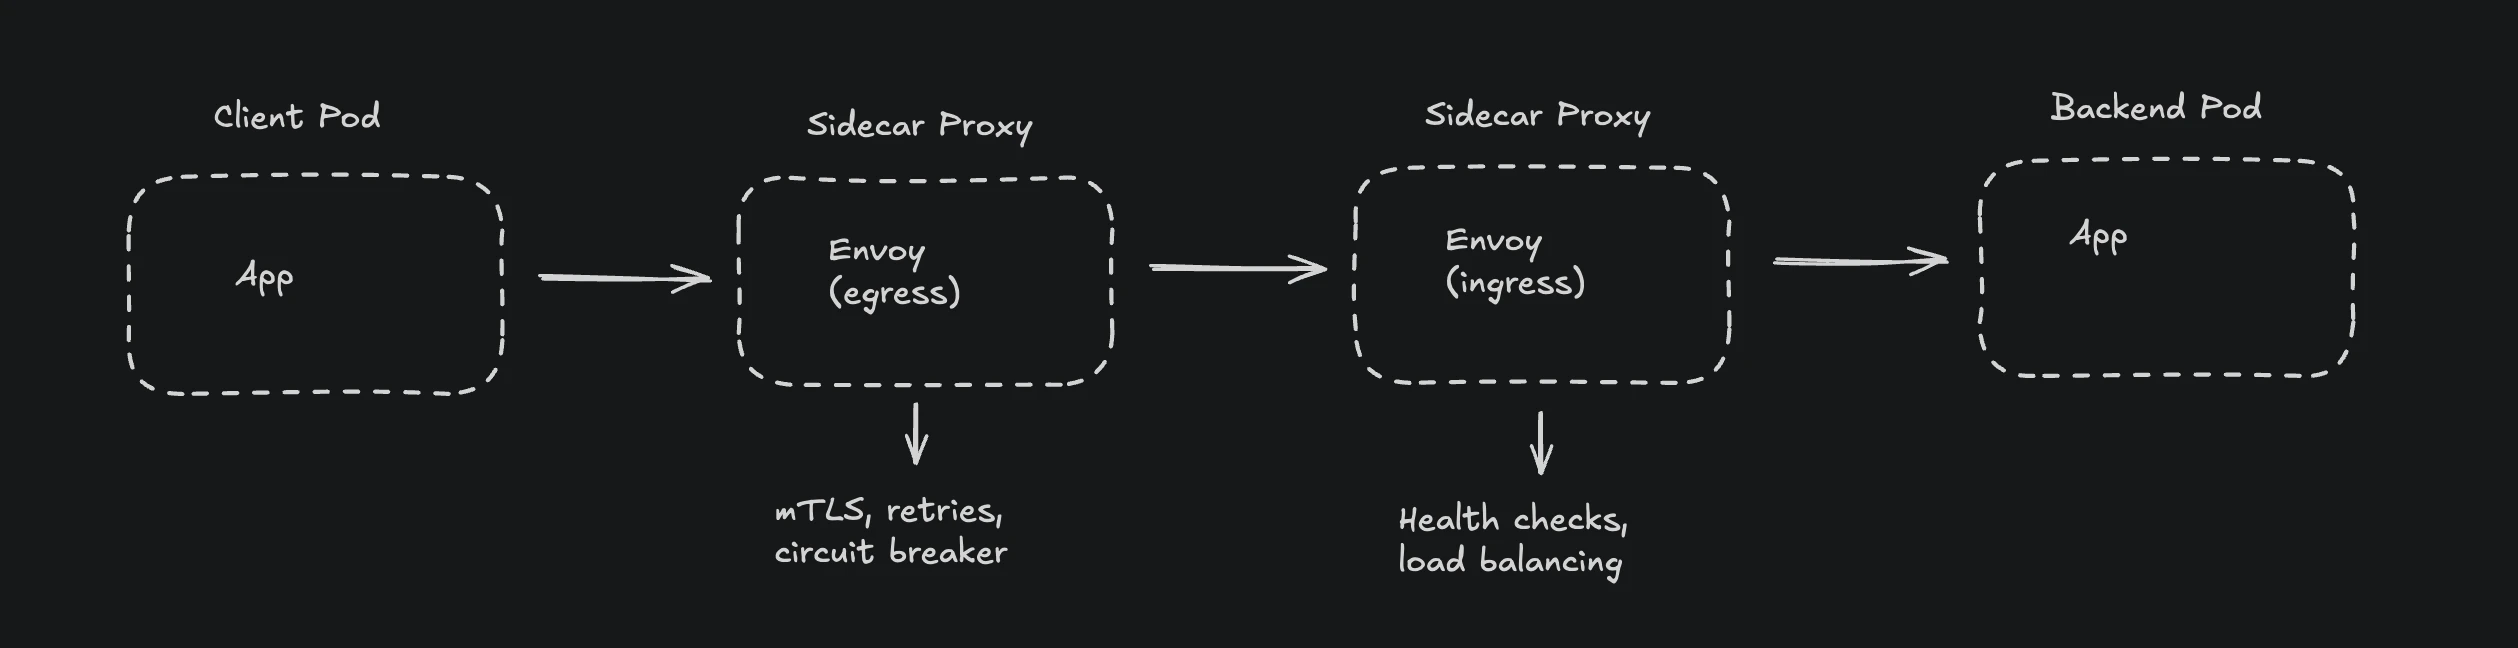 Client Pod
Sidecar Proxy
Sidecar Proxy
Backend Pod
App
Envoy
(egress)
Envoy
(ingress)
App
mTLS, retries,
circuit breaker
Health checks,
load balancing